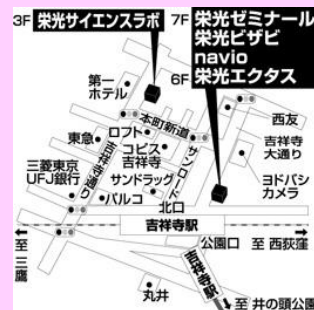 3F 栄光サイエンスラボ
7F 栄光ゼミナール
栄光ビザビ
navio
6F 栄光エクタス
第一
ホテル
本町新道
西友
東急
ロフト
コピス
吉祥寺
サンロード
吉祥寺
大通り
三菱東京
UFJ銀行
吉祥寺通り
サンドラッグ
パルコ
ヨドバシ
カメラ
北口
吉祥寺駅
至 三鷹
公園口
至 西荻窪
吉祥寺駅
丸井
至 井の頭公園